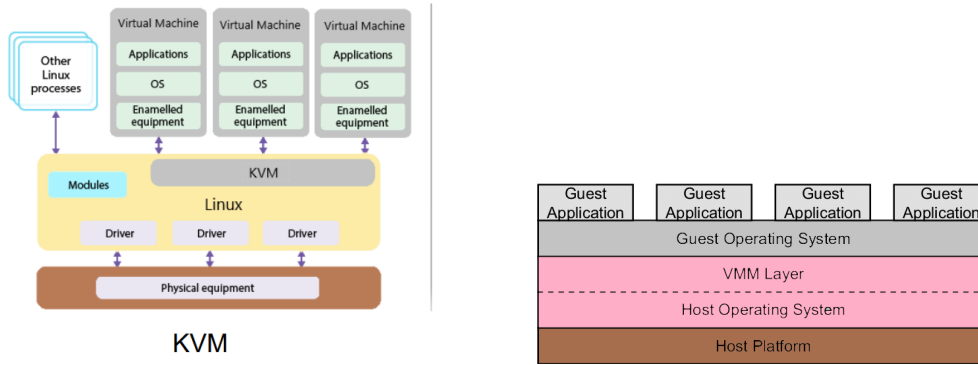 Virtual Machine
Applications
OS
Enamelled
equipment
Virtual Machine
Applications
OS
Enamelled
equipment
Virtual Machine
Applications
OS
Enamelled
equipment
Other
Linux
processes
KVM
Modules
Linux
Driver
Driver
Driver
Physical equipment
KVM
Guest
Application
Guest
Application
Guest
Application
Guest
Application
Guest Operating System
VMM Layer
Host Operating System
Host Platform